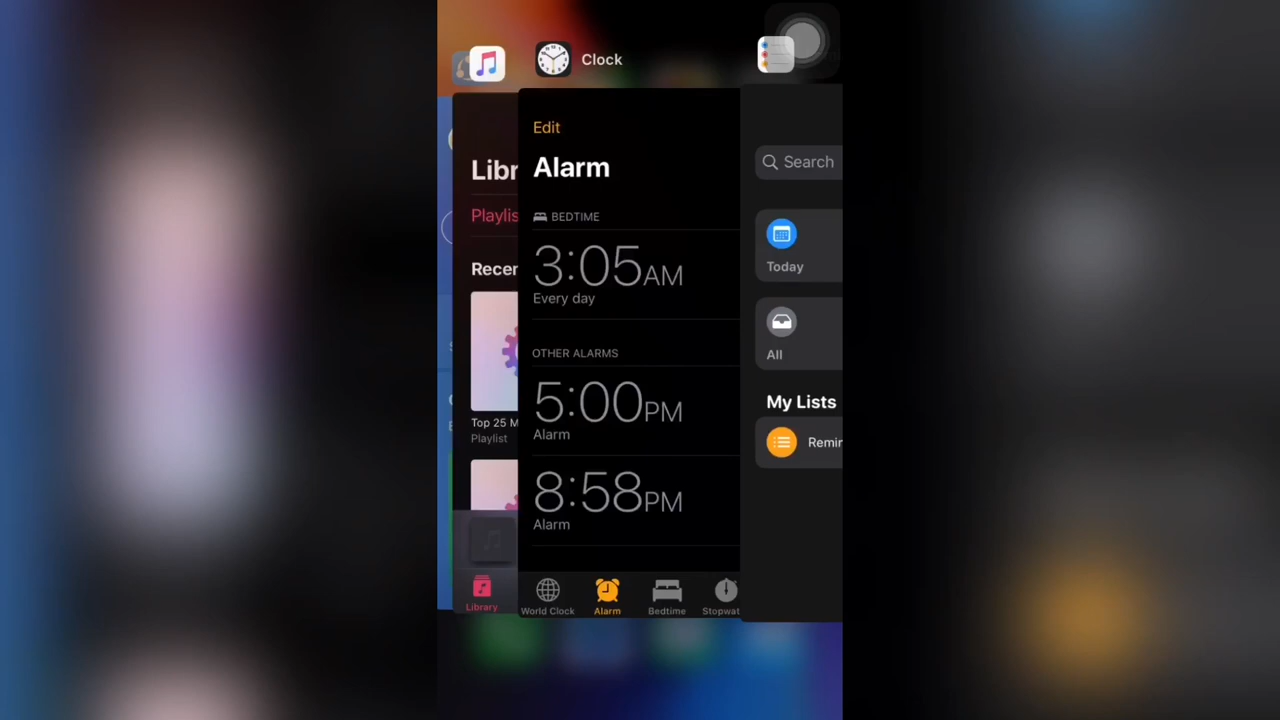 Clock
Edit
Alarm
BEDTIME
3:05AM
Every day
OTHER ALARMS
5:00PM
Alarm
8:58PM
Alarm
World Clock
Alarm
Bedtime
Stopwat
Libr
Playlis
Recen
Top 25 M
Playlist
Library
Search
Today
All
My Lists
Remin